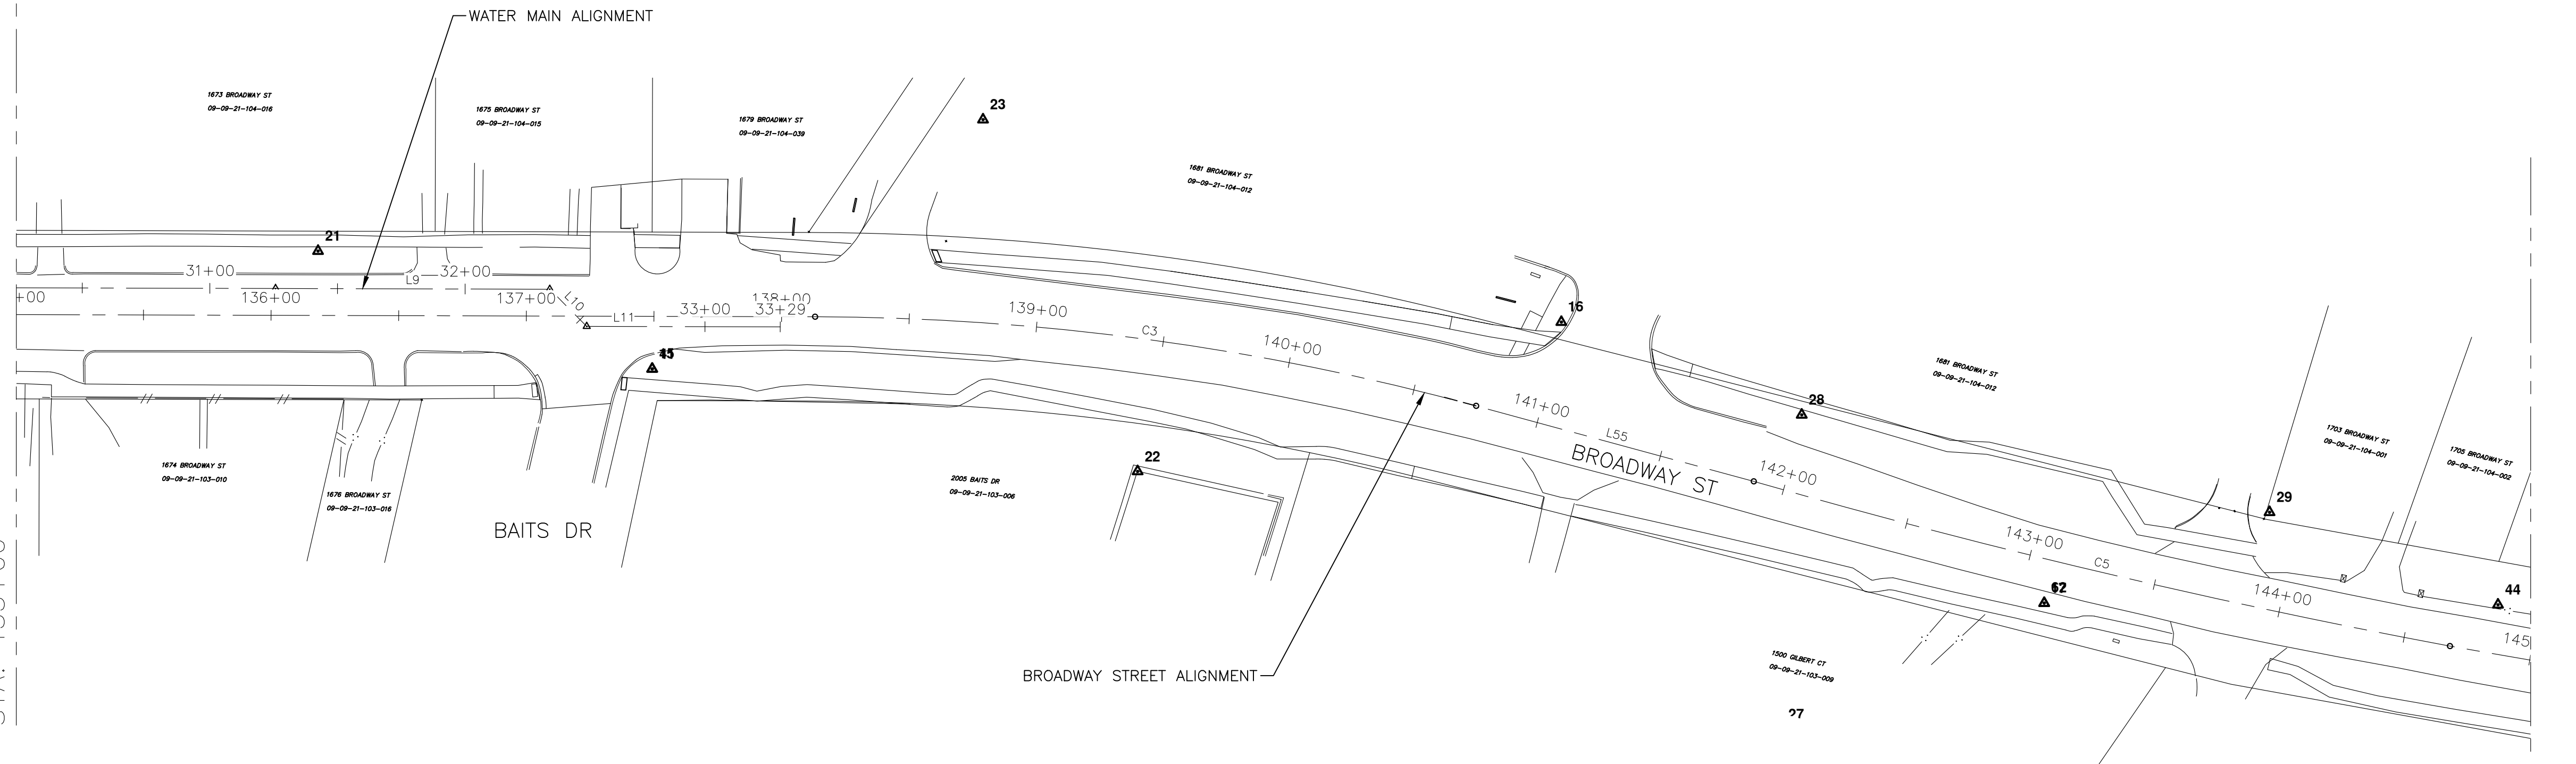 WATER MAIN ALIGNMENT
1673 BROADWAY ST
09-09-21-104-016
1675 BROADWAY ST
09-09-21-104-015
1679 BROADWAY ST
09-09-21-104-039
23
1681 BROADWAY ST
09-09-21-104-012
21
31+00
32+00
L9
+00
136+00
137+00
L10
L11
33+00
138+00
33+29
139+00
C3
140+00
16
45
1681 BROADWAY ST
09-09-21-104-012
28
141+00
L55
142+00
BROADWAY ST
1703 BROADWAY ST
09-09-21-104-001
1705 BROADWAY ST
09-09-21-104-002
29
22
1674 BROADWAY ST
09-09-21-103-010
1676 BROADWAY ST
09-09-21-103-016
2005 BAITS DR
09-09-21-103-006
BAITS DR
143+00
C5
144+00
62
44
145
BROADWAY STREET ALIGNMENT
1500 GILBERT CT
09-09-21-103-009
27